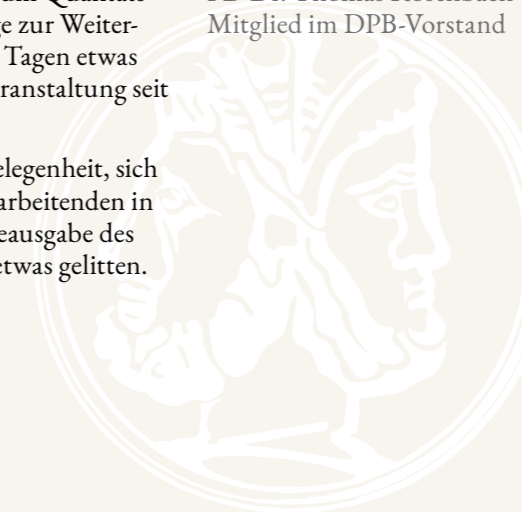 ge zur Weiter-
Tagen etwas
ranstaltung seit
elegenheit, sich
arbeitenden in
eausgabe des
etwas gelitten.
Mitglied im DPB-Vorstand